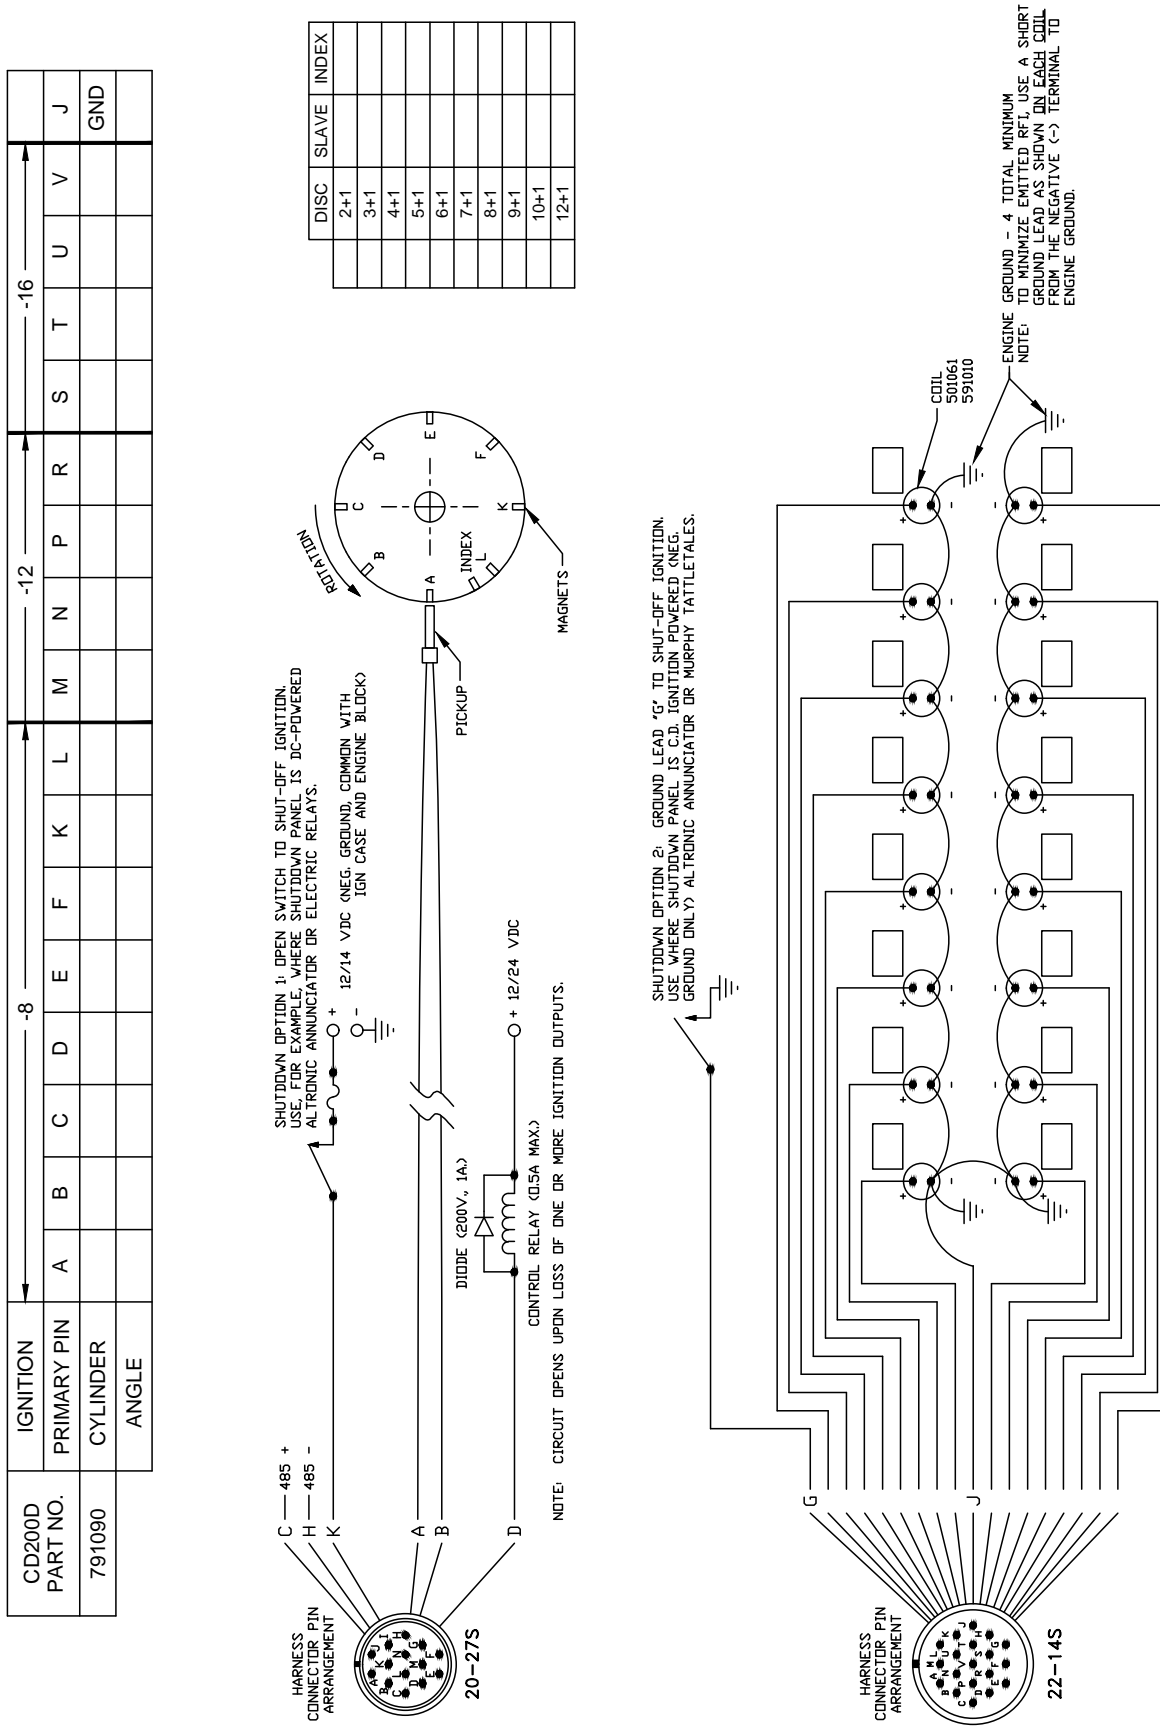 CD200D
PART NO.
IGNITION
-8
-12
-16
PRIMARY PIN A B C D E F K L M N P R S T U V J
791090 CYLINDER GND
ANGLE
HARNESS
CONNECTOR PIN
ARRANGEMENT
A
B K J I
C L N H
D M G
E F
20-27S
C 485 +
H 485 -
K
A
B
D
SHUTDOWN OPTION 1: OPEN SWITCH TO SHUT-OFF IGNITION.
USE, FOR EXAMPLE, WHERE SHUTDOWN PANEL IS DC-POWERED
ALTRONIC ANNUNCIATOR OR ELECTRIC RELAYS.
+
-
12/14 VDC (NEG. GROUND, COMMON WITH
IGN CASE AND ENGINE BLOCK)
DIODE (200V., 1A.)
+ 12/24 VDC
CONTROL RELAY (0.5A MAX.)
NOTE: CIRCUIT OPENS UPON LOSS OF ONE OR MORE IGNITION OUTPUTS.
PICKUP
ROTATION
A
B
C
D
E
F
K
L
INDEX
MAGNETS
DISC SLAVE INDEX
2+1
3+1
4+1
5+1
6+1
7+1
8+1
9+1
10+1
12+1
SHUTDOWN OPTION 2: GROUND LEAD "G" TO SHUT-OFF IGNITION.
USE WHERE SHUTDOWN PANEL IS C.D. IGNITION POWERED (NEG.
GROUND ONLY) ALTRONIC ANNUNCIATOR OR MURPHY TATTLETALES.
HARNESS
CONNECTOR PIN
ARRANGEMENT
A M L
B N U K
C P V T J
D R S H
E F G
22-14S
G
J
+ + + + + + + +
- - - - - - - -
- - - - - - - -
+ + + + + + + +
COIL
501061
591010
ENGINE GROUND - 4 TOTAL MINIMUM
NOTE: TO MINIMIZE EMITTED RFI, USE A SHORT
GROUND LEAD AS SHOWN ON EACH COIL
FROM THE NEGATIVE (-) TERMINAL TO
ENGINE GROUND.